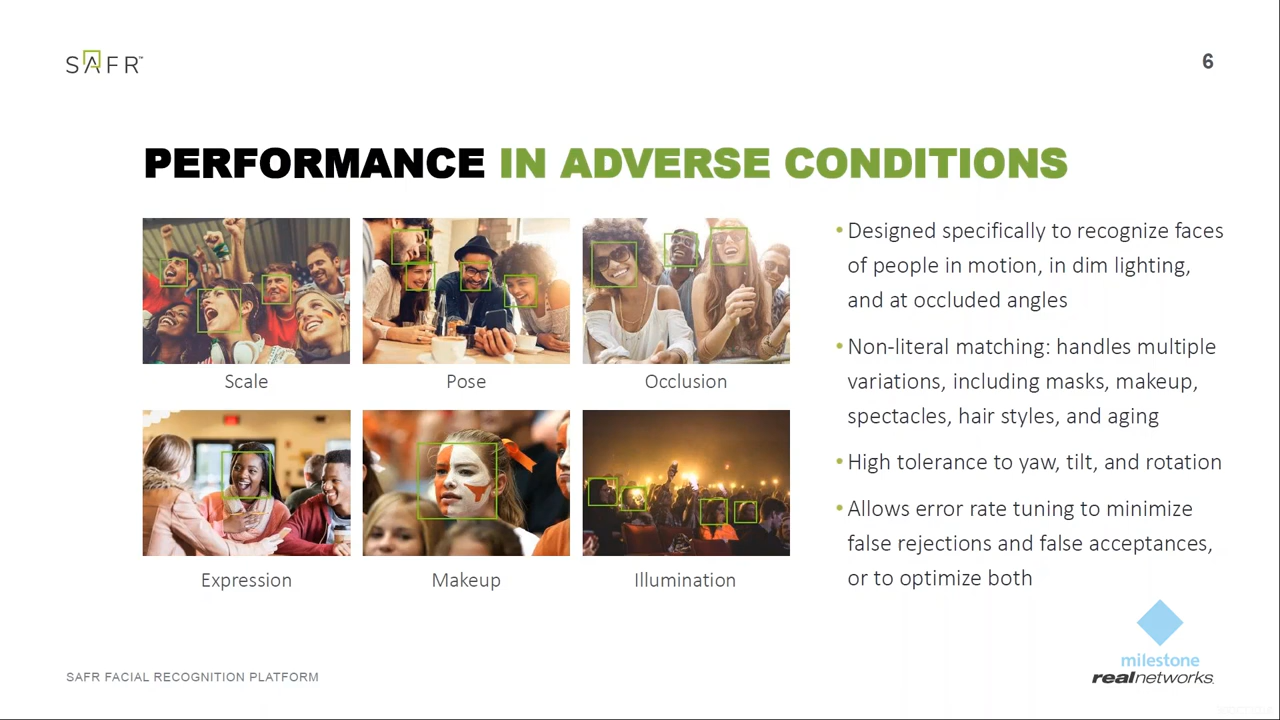 SAFR™
6
PERFORMANCE IN ADVERSE CONDITIONS
Scale
Pose
Occlusion
Expression
Makeup
Illumination
• Designed specifically to recognize faces
of people in motion, in dim lighting,
and at occluded angles
• Non-literal matching: handles multiple
variations, including masks, makeup,
spectacles, hair styles, and aging
• High tolerance to yaw, tilt, and rotation
• Allows error rate tuning to minimize
false rejections and false acceptances,
or to optimize both
milestone
realnetworks.
SAFR FACIAL RECOGNITION PLATFORM